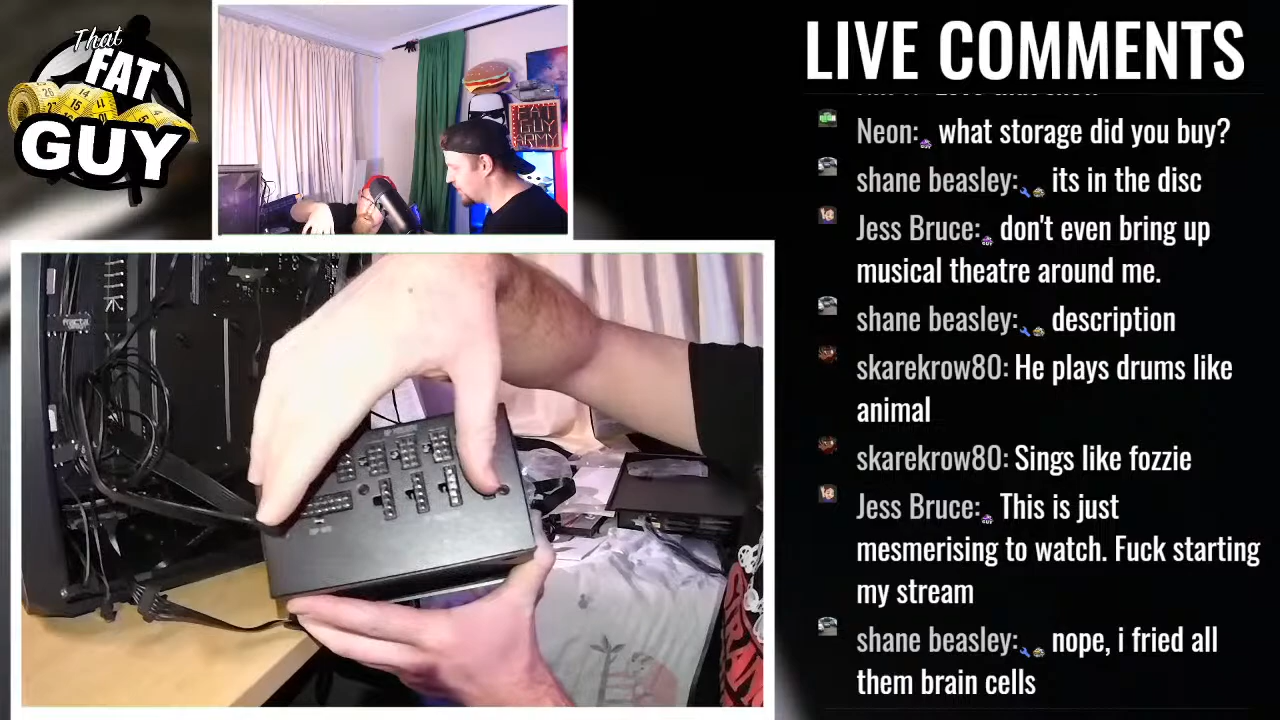 That
FAT
GUY
FAT
GUY
ARMY
LIVE COMMENTS
Neon: what storage did you buy?
shane beasley: its in the disc
Jess Bruce: don't even bring up
musical theatre around me.
shane beasley: description
skarekrow80: He plays drums like
animal
skarekrow80: Sings like fozzie
Jess Bruce: This is just
mesmerising to watch. Fuck starting
my stream
shane beasley: nope, i fried all
them brain cells